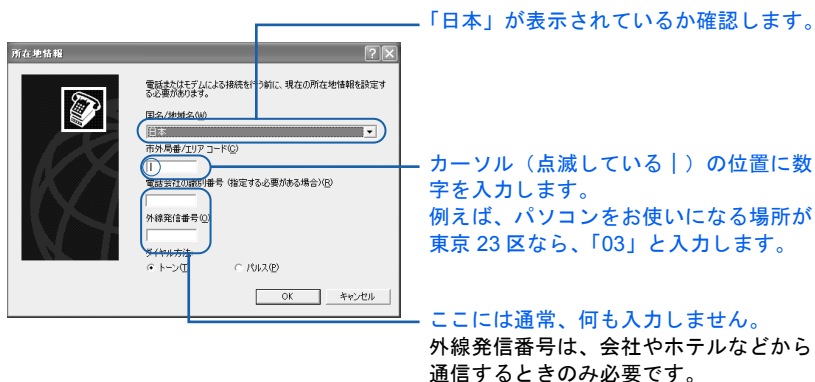 「日本」が表示されているか確認します。
所在地情報
電話またはモデムによる接続を行う前に、現在の所在地情報を設定す
る必要があります。
国名/地域名(W)
日本
市外局番/エリア コード(C)
電話会社の識別番号 (指定する必要がある場合)(R)
外線発信番号(O)
ダイヤル方法:
トーン(T)
パルス(P)
OK
キャンセル
カーソル（点滅している｜）の位置に数
字を入力します。
例えば、パソコンをお使いになる場所が
東京 23 区なら、「03」と入力します。
ここには通常、何も入力しません。
外線発信番号は、会社やホテルなどから
通信するときのみ必要です。